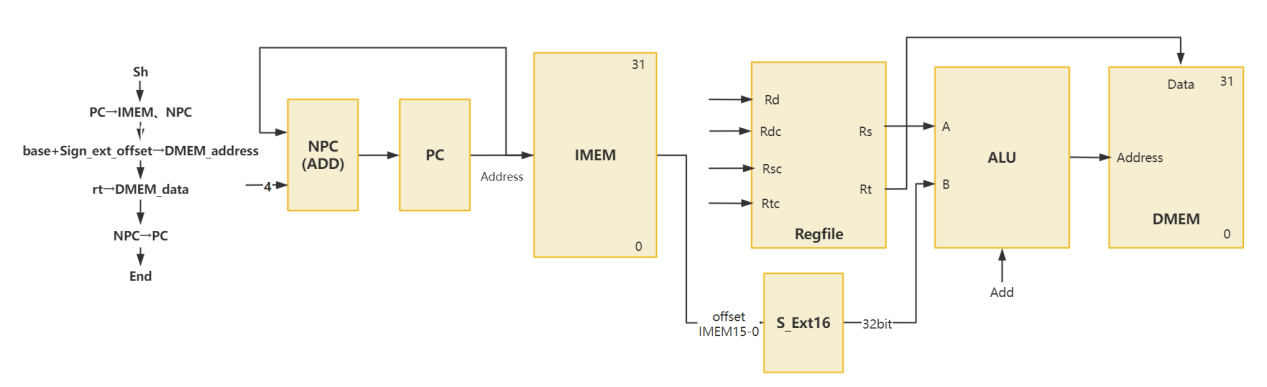 Sh
PC→IMEM、NPC
base+Sign_ext_offset→DMEM_address
rt→DMEM_data
NPC→PC
End
NPC
(ADD)
4
PC
Address
31
IMEM
0
offset
IMEM15-0
S_Ext16
32bit
Rd
Rdc
Rsc
Rtc
Rs
Rt
Regfile
A
B
ALU
Add
Data
31
Address
DMEM
0